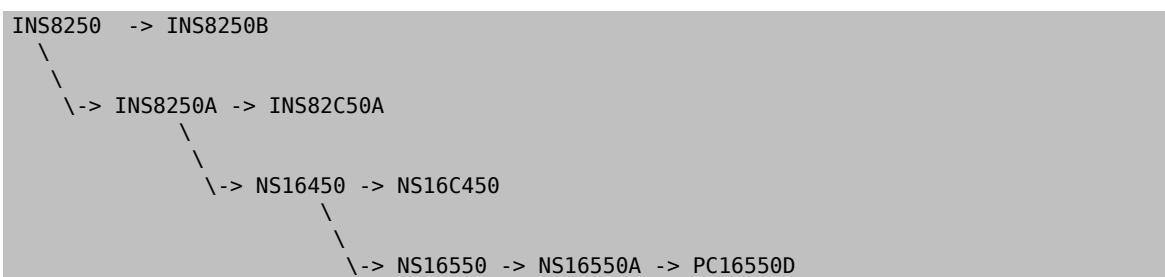 INS8250  -> INS8250B
  \
   \
    \-> INS8250A -> INS82C50A
             \
              \
               \-> NS16450 -> NS16C450
                         \
                          \
                           \-> NS16550 -> NS16550A -> PC16550D